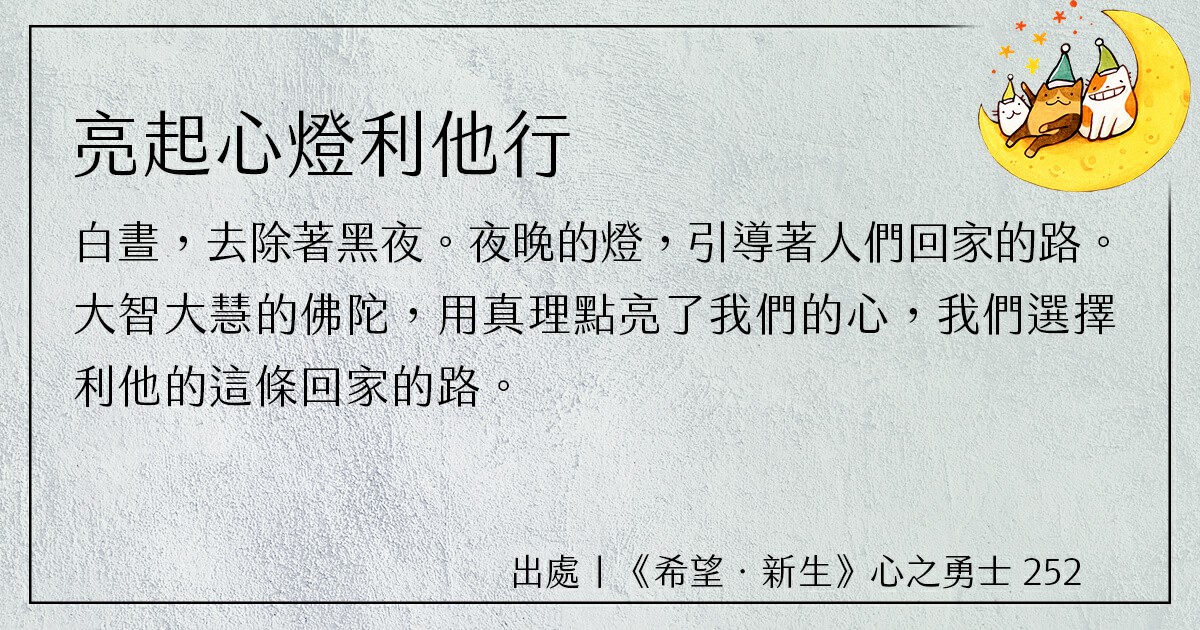 亮起心燈利他行
白晝，去除著黑夜。夜晚的燈，引導著人們回家的路。
大智大慧的佛陀，用真理點亮了我們的心，我們選擇
利他的這條回家的路。
出處｜《希望．新生》心之勇士 252